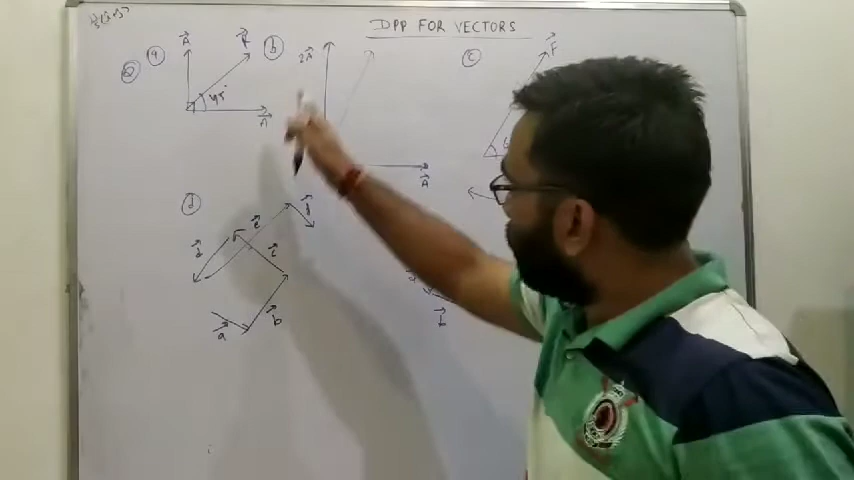 DPP FOR VECTORS
Q (a) A R 45° A
(b) 2A A
(c) F
(d)
d e f
c
a b
b